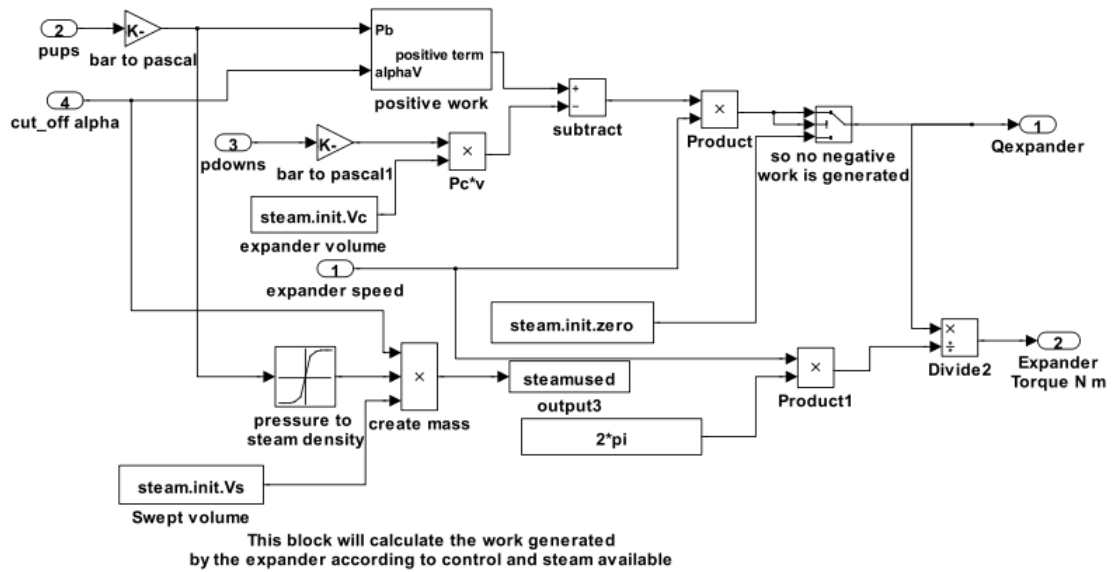 2
pups
K-
bar to pascal
Pb
positive term
alphaV
positive work
4
cut_off alpha
3
pdowns
K-
bar to pascal1
×
Pc*v
+
−
subtract
×
Product
so no negative
work is generated
1
Qexpander
steam.init.Vc
expander volume
1
expander speed
steam.init.zero
×
÷
Divide2
2
Expander
Torque N m
pressure to
steam density
×
create mass
steamused
output3
×
Product1
2*pi
steam.init.Vs
Swept volume
This block will calculate the work generated
by the expander according to control and steam available